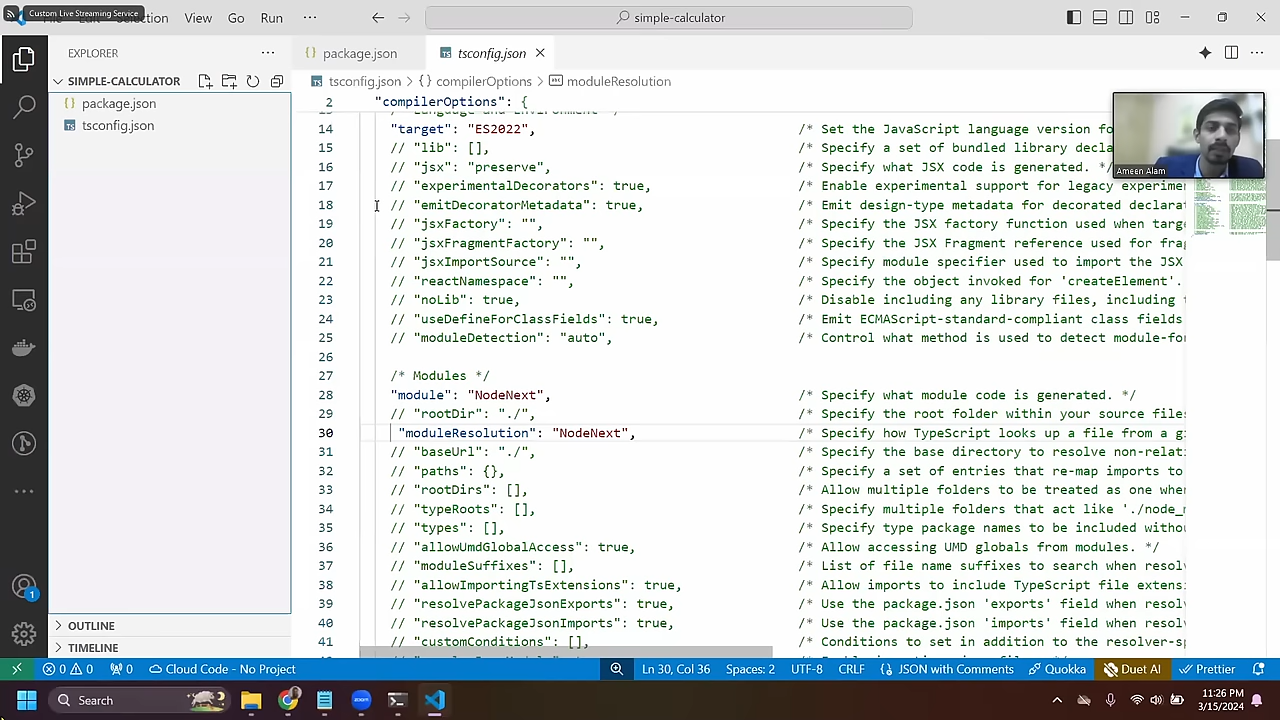 Custom Live Streaming Service
Selection View Go Run ···
simple-calculator
EXPLORER
SIMPLE-CALCULATOR
package.json
tsconfig.json
OUTLINE
TIMELINE
package.json
tsconfig.json
tsconfig.json > {} compilerOptions > moduleResolution
2 "compilerOptions": {
14 "target": "ES2022", /* Set the JavaScript language version fo
15 // "lib": [], /* Specify a set of bundled library decla
16 // "jsx": "preserve", /* Specify what JSX code is generated. */
17 // "experimentalDecorators": true, /* Enable experimental support for legacy experimen
18 // "emitDecoratorMetadata": true, /* Emit design-type metadata for decorated declarat
19 // "jsxFactory": "", /* Specify the JSX factory function used when targe
20 // "jsxFragmentFactory": "", /* Specify the JSX Fragment reference used for frag
21 // "jsxImportSource": "", /* Specify module specifier used to import the JSX
22 // "reactNamespace": "", /* Specify the object invoked for 'createElement'.
23 // "noLib": true, /* Disable including any library files, including t
24 // "useDefineForClassFields": true, /* Emit ECMAScript-standard-compliant class fields
25 // "moduleDetection": "auto", /* Control what method is used to detect module-for
26
27 /* Modules */
28 "module": "NodeNext", /* Specify what module code is generated. */
29 // "rootDir": "./", /* Specify the root folder within your source files
30 "moduleResolution": "NodeNext", /* Specify how TypeScript looks up a file from a gi
31 // "baseUrl": "./", /* Specify the base directory to resolve non-relati
32 // "paths": {}, /* Specify a set of entries that re-map imports to
33 // "rootDirs": [], /* Allow multiple folders to be treated as one when
34 // "typeRoots": [], /* Specify multiple folders that act like './node_m
35 // "types": [], /* Specify type package names to be included withou
36 // "allowUmdGlobalAccess": true, /* Allow accessing UMD globals from modules. */
37 // "moduleSuffixes": [], /* List of file name suffixes to search when resolv
38 // "allowImportingTsExtensions": true, /* Allow imports to include TypeScript file extensi
39 // "resolvePackageJsonExports": true, /* Use the package.json 'exports' field when resolv
40 // "resolvePackageJsonImports": true, /* Use the package.json 'imports' field when resolv
41 // "customConditions": [], /* Conditions to set in addition to the resolver-sp
Ameen Alam
1
0 0 0 Cloud Code - No Project Ln 30, Col 36 Spaces: 2 UTF-8 CRLF {} JSON with Comments Quokka Duet AI Prettier
Search
zoom
11:26 PM
3/15/2024